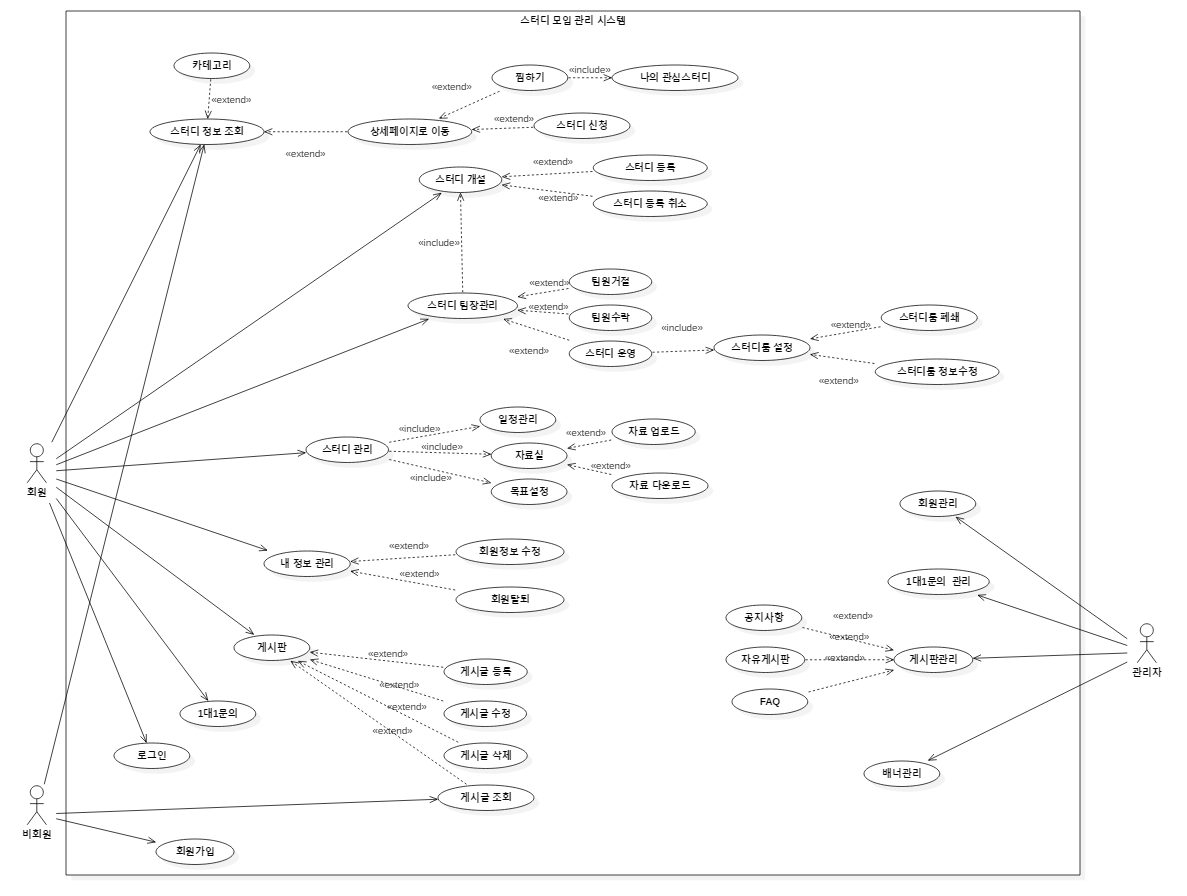 스터디 모임 관리 시스템
카테고리
«extend»
스터디 정보 조회
«extend»
상세페이지로 이동
«extend»
찜하기
«include»
나의 관심스터디
«extend»
스터디 신청
스터디 개설
«extend»
스터디 등록
«extend»
스터디 등록 취소
«include»
스터디 팀장관리
«extend»
팀원거절
«extend»
팀원수락
«extend»
스터디 운영
«include»
스터디룸 설정
«extend»
스터디룸 폐쇄
«extend»
스터디룸 정보수정
스터디 관리
«include»
일정관리
«include»
자료실
«include»
목표설정
«extend»
자료 업로드
«extend»
자료 다운로드
회원
내 정보 관리
«extend»
회원정보 수정
«extend»
회원탈퇴
게시판
«extend»
게시글 등록
«extend»
게시글 수정
«extend»
게시글 삭제
«extend»
게시글 조회
1대1문의
로그인
비회원
회원가입
회원관리
1대1문의 관리
공지사항
«extend»
«extend»
자유게시판
«extend»
게시판관리
FAQ
배너관리
관리자